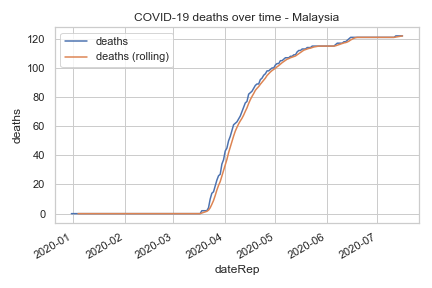 COVID-19 deaths over time - Malaysia
deaths
deaths (rolling)
120
100
80
60
40
20
0
deaths
2020-01
2020-02
2020-03
2020-04
2020-05
2020-06
2020-07
dateRep